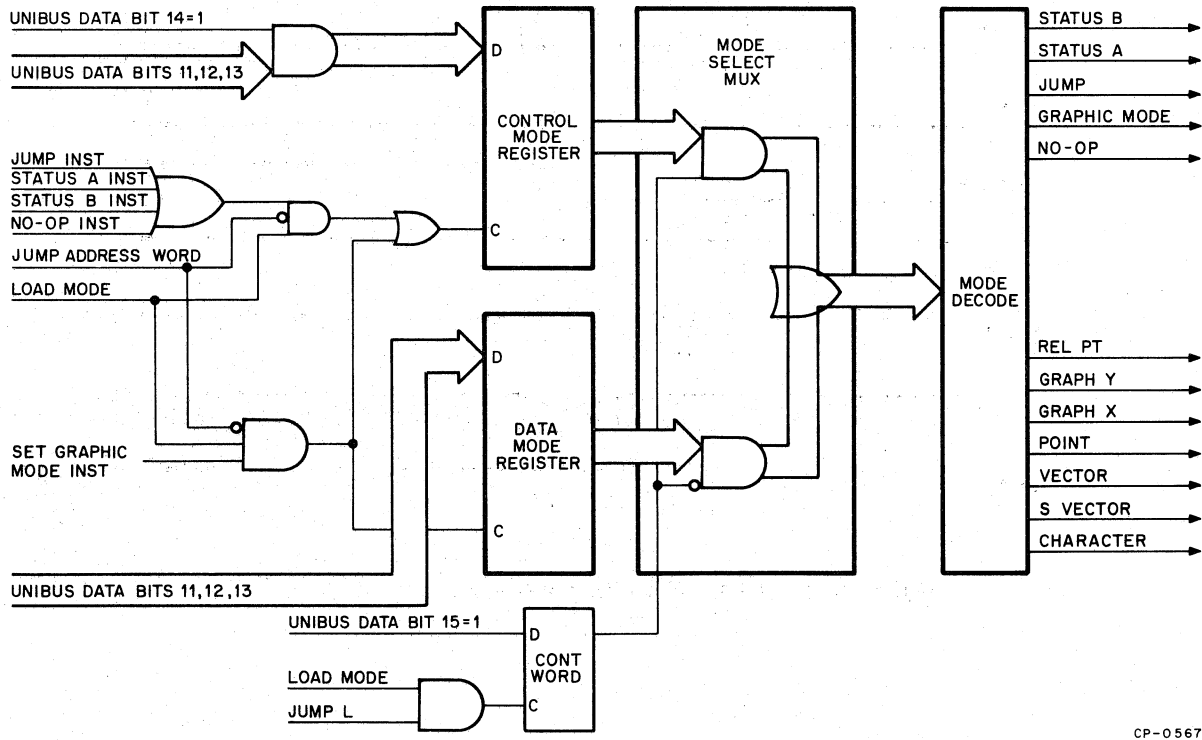 UNIBUS DATA BIT 14=1
UNIBUS DATA BITS 11,12,13
D
CONTROL
MODE
REGISTER
C
MODE
SELECT
MUX
STATUS B
STATUS A
JUMP
GRAPHIC MODE
NO-OP
JUMP INST
STATUS A INST
STATUS B INST
NO-OP INST
JUMP ADDRESS WORD
LOAD MODE
MODE
DECODE
D
DATA
MODE
REGISTER
C
REL PT
GRAPH Y
GRAPH X
POINT
VECTOR
S VECTOR
CHARACTER
SET GRAPHIC
MODE INST
UNIBUS DATA BITS 11,12,13
UNIBUS DATA BIT 15=1
D
CONT
WORD
C
LOAD MODE
JUMP L
CP-0567